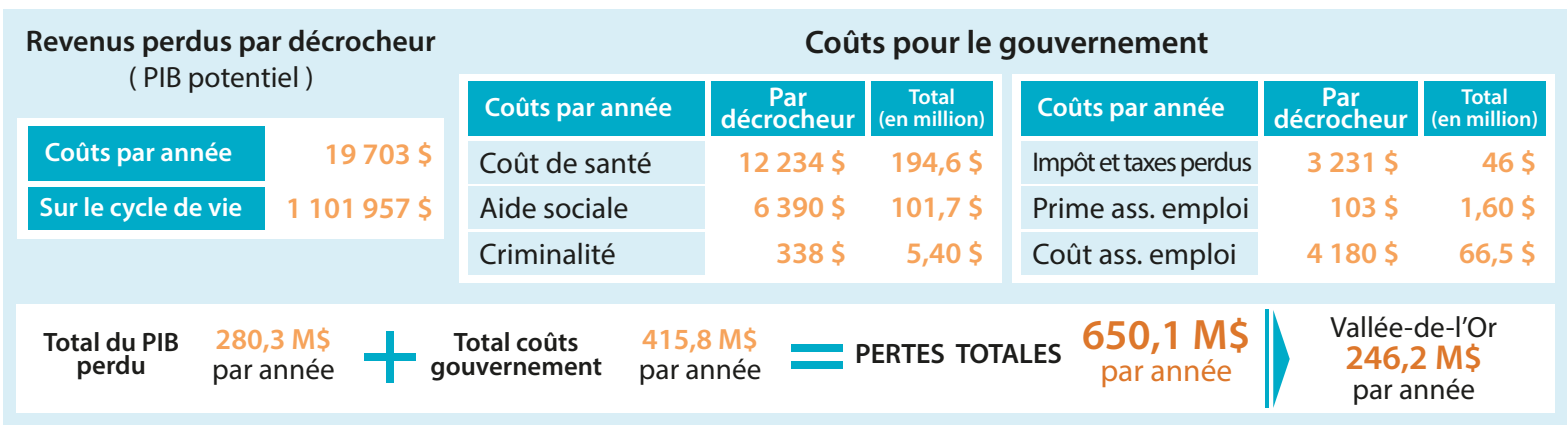 Revenus perdus par décrocheur
( PIB potentiel )
Coûts par année 19 703 $
Sur le cycle de vie 1 101 957 $
Coûts pour le gouvernement
Coûts par année Par décrocheur Total (en million)
Coût de santé 12 234 $ 194,6 $
Aide sociale 6 390 $ 101,7 $
Criminalité 338 $ 5,40 $
Coûts par année Par décrocheur Total (en million)
Impôt et taxes perdus 3 231 $ 46 $
Prime ass. emploi 103 $ 1,60 $
Coût ass. emploi 4 180 $ 66,5 $
Total du PIB
perdu
280,3 M$
par année
+
Total coûts
gouvernement
415,8 M$
par année
=
PERTES TOTALES
650,1 M$
par année
Vallée-de-l’Or
246,2 M$
par année